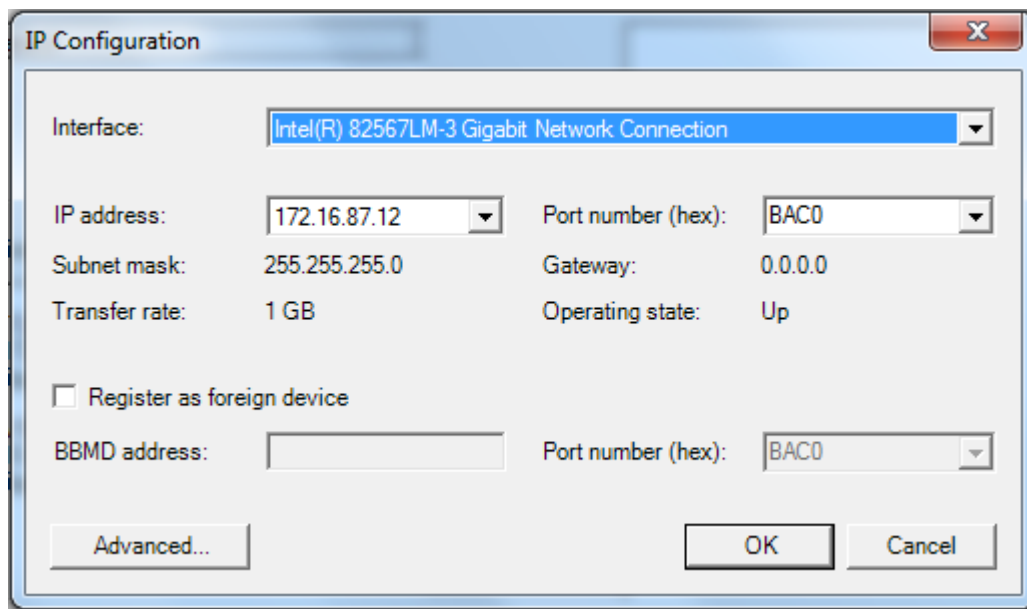 IP Configuration
Interface: Intel(R) 82567LM-3 Gigabit Network Connection
IP address: 172.16.87.12 Port number (hex): BAC0
Subnet mask: 255.255.255.0 Gateway: 0.0.0.0
Transfer rate: 1 GB Operating state: Up
Register as foreign device
BBMD address: Port number (hex): BAC0
Advanced... OK Cancel